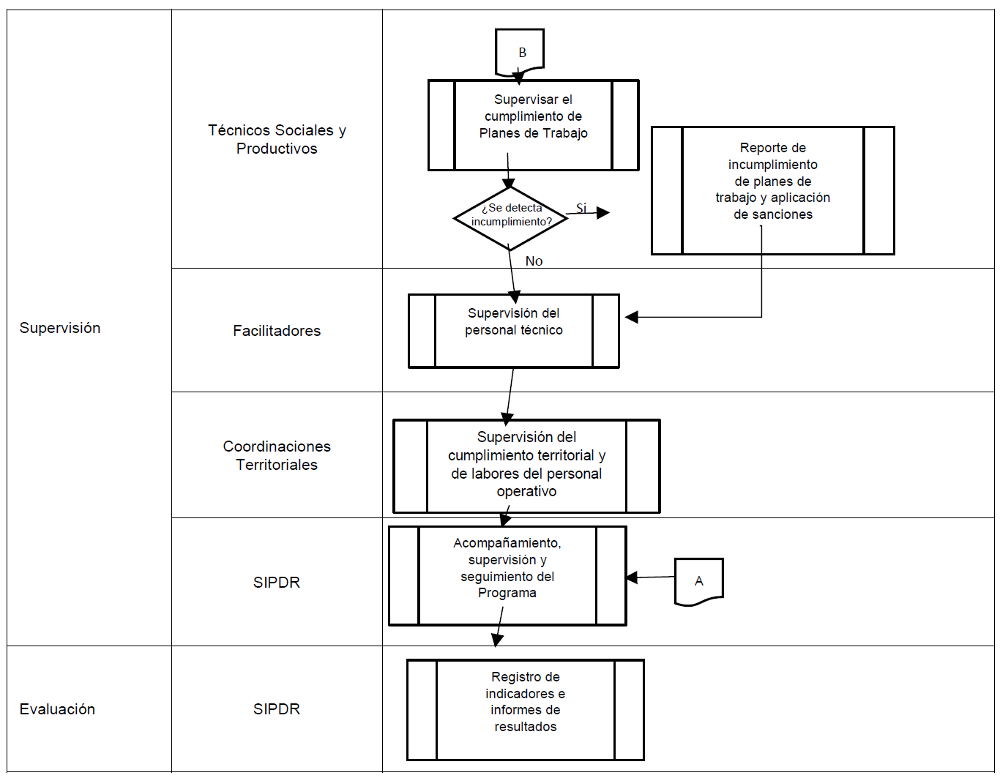 Supervisión
Técnicos Sociales y
Productivos
B
Supervisar el
cumplimiento de
Planes de Trabajo
¿Se detecta
incumplimiento?
Si
No
Reporte de
incumplimiento
de planes de
trabajo y aplicación
de sanciones
Facilitadores
Supervisión del
personal técnico
Coordinaciones
Territoriales
Supervisión del
cumplimiento territorial y
de labores del personal
operativo
SIPDR
Acompañamiento,
supervisión y
seguimiento del
Programa
A
Evaluación
SIPDR
Registro de
indicadores e
informes de
resultados